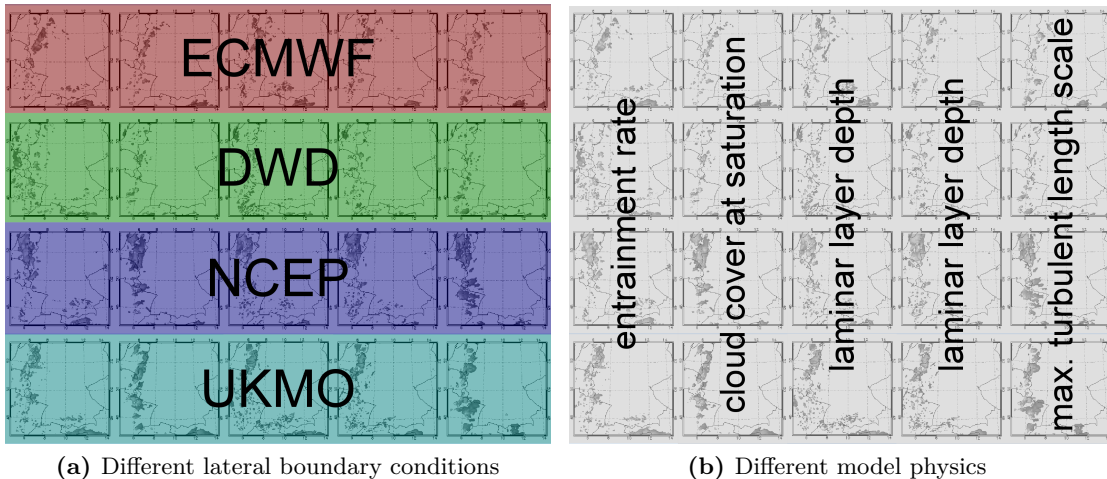 ECMWF
DWD
NCEP
UKMO
entrainment rate
cloud cover at saturation
laminar layer depth
laminar layer depth
max. turbulent length scale
(a) Different lateral boundary conditions
(b) Different model physics